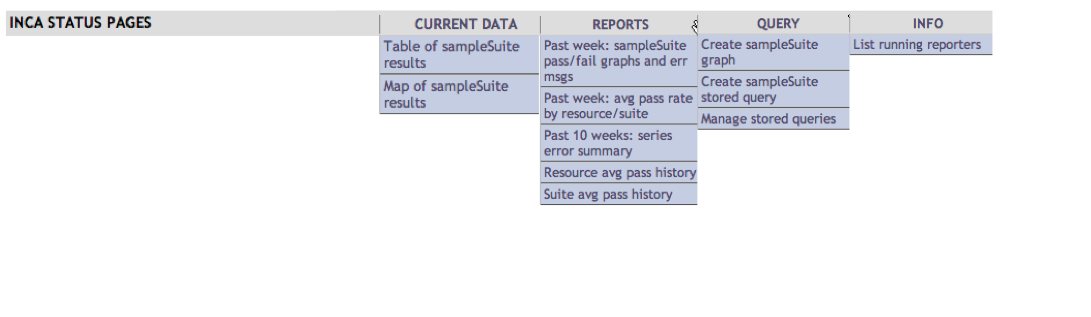 INCA STATUS PAGES
CURRENT DATA
REPORTS
QUERY
INFO
Table of sampleSuite
results
Map of sampleSuite
results
Past week: sampleSuite
pass/fail graphs and err
msgs
Past week: avg pass rate
by resource/suite
Past 10 weeks: series
error summary
Resource avg pass history
Suite avg pass history
Create sampleSuite
graph
Create sampleSuite
stored query
Manage stored queries
List running reporters